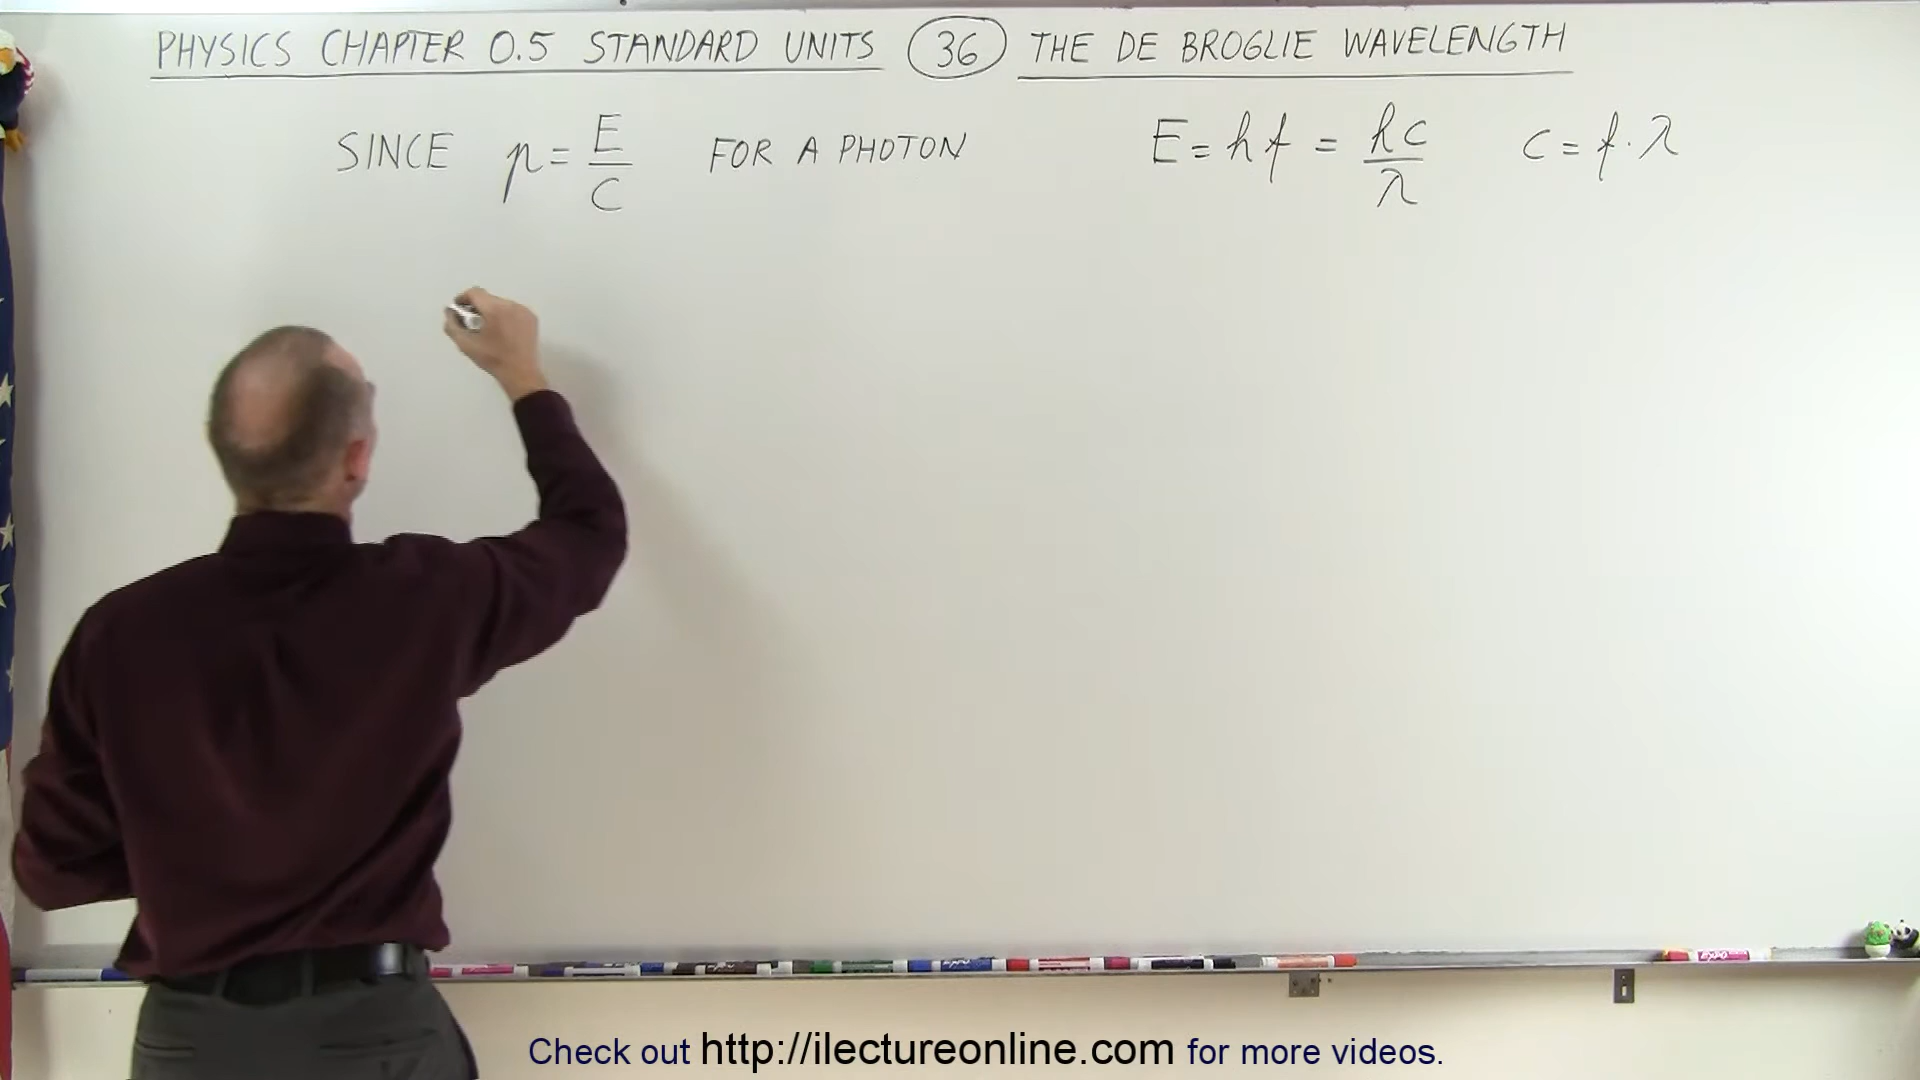 PHYSICS CHAPTER 0.5 STANDARD UNITS 36 THE DE BROGLIE WAVELENGTH
SINCE p = E/C FOR A PHOTON E = hf = hc/λ C = f·λ
Check out http://ilectureonline.com for more videos.